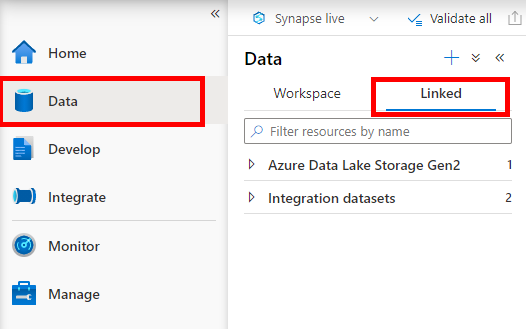 Home
Data
Develop
Integrate
Monitor
Manage
Synapse live
Validate all
Data
Workspace
Linked
Filter resources by name
Azure Data Lake Storage Gen2 1
Integration datasets 2